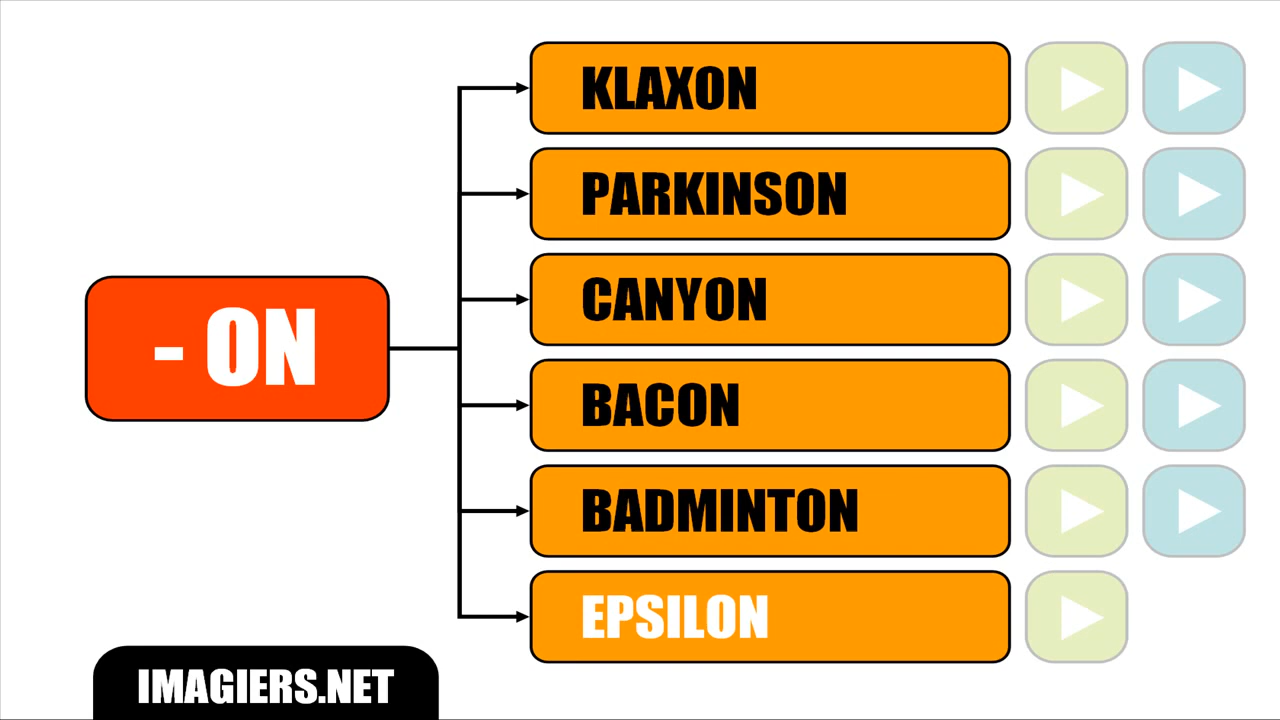 - ON
KLAXON
PARKINSON
CANYON
BACON
BADMINTON
EPSILON
IMAGIERS.NET